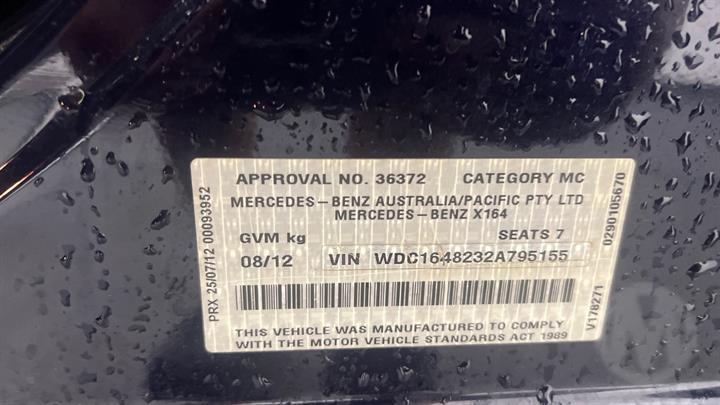 APPROVAL NO. 36372 CATEGORY MC
MERCEDES-BENZ AUSTRALIA/PACIFIC PTY LTD
MERCEDES-BENZ X164
GVM kg SEATS 7
08/12 VIN WDC1648232A795155
THIS VEHICLE WAS MANUFACTURED TO COMPLY
WITH THE MOTOR VEHICLE STANDARDS ACT 1989
PRX 25/07/12 00093952
0290105670
V178271